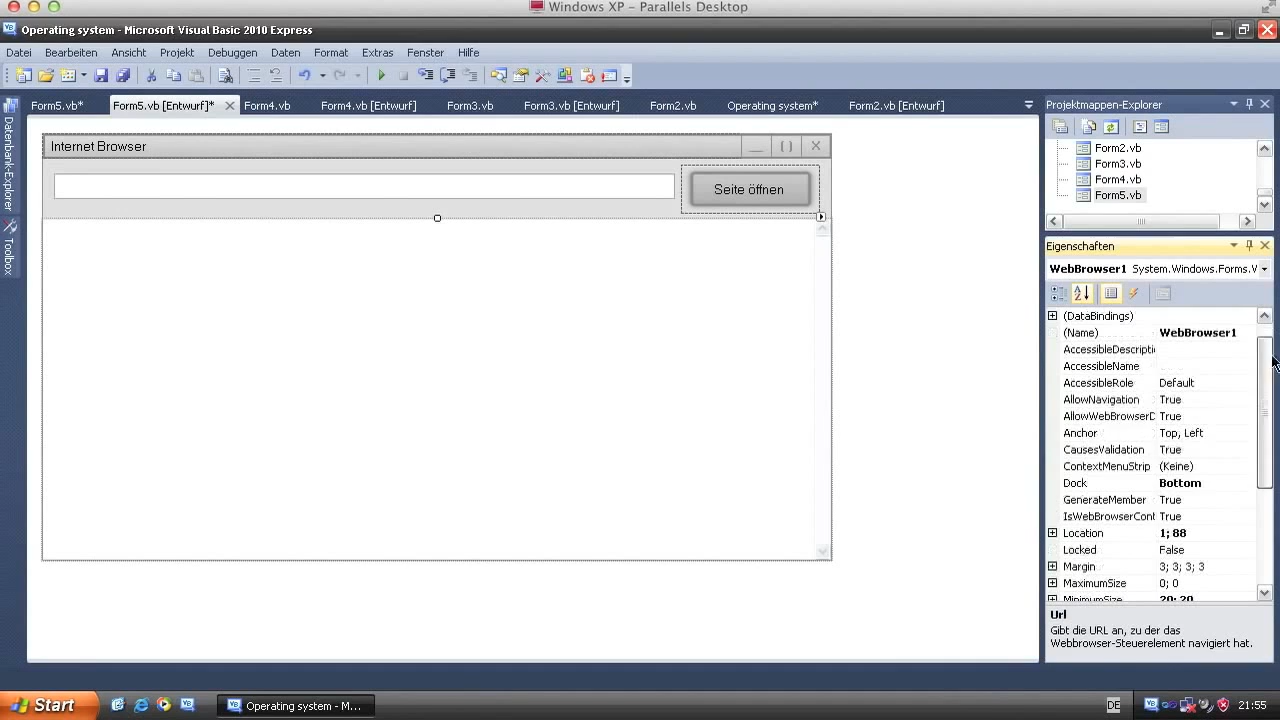 Windows XP - Parallels Desktop
Operating system - Microsoft Visual Basic 2010 Express
Datei Bearbeiten Ansicht Projekt Debuggen Daten Format Extras Fenster Hilfe
Form5.vb* Form5.vb [Entwurf]* Form4.vb Form4.vb [Entwurf] Form3.vb Form3.vb [Entwurf] Form2.vb Operating system* Form2.vb [Entwurf]
Datenbank-Explorer
Toolbox
Internet Browser
Seite öffnen
Projektmappen-Explorer
Form2.vb
Form3.vb
Form4.vb
Form5.vb
Eigenschaften
WebBrowser1 System.Windows.Forms.V
(DataBindings)
(Name) WebBrowser1
AccessibleDescripti
AccessibleName
AccessibleRole Default
AllowNavigation True
AllowWebBrowserD True
Anchor Top, Left
CausesValidation True
ContextMenuStrip (Keine)
Dock Bottom
GenerateMember True
IsWebBrowserCont True
Location 1; 88
Locked False
Margin 3; 3; 3; 3
MaximumSize 0; 0
MinimumSize 20; 20
Url
Gibt die URL an, zu der das
Webbrowser-Steuerelement navigiert hat.
Start Operating system - M... DE 21:55